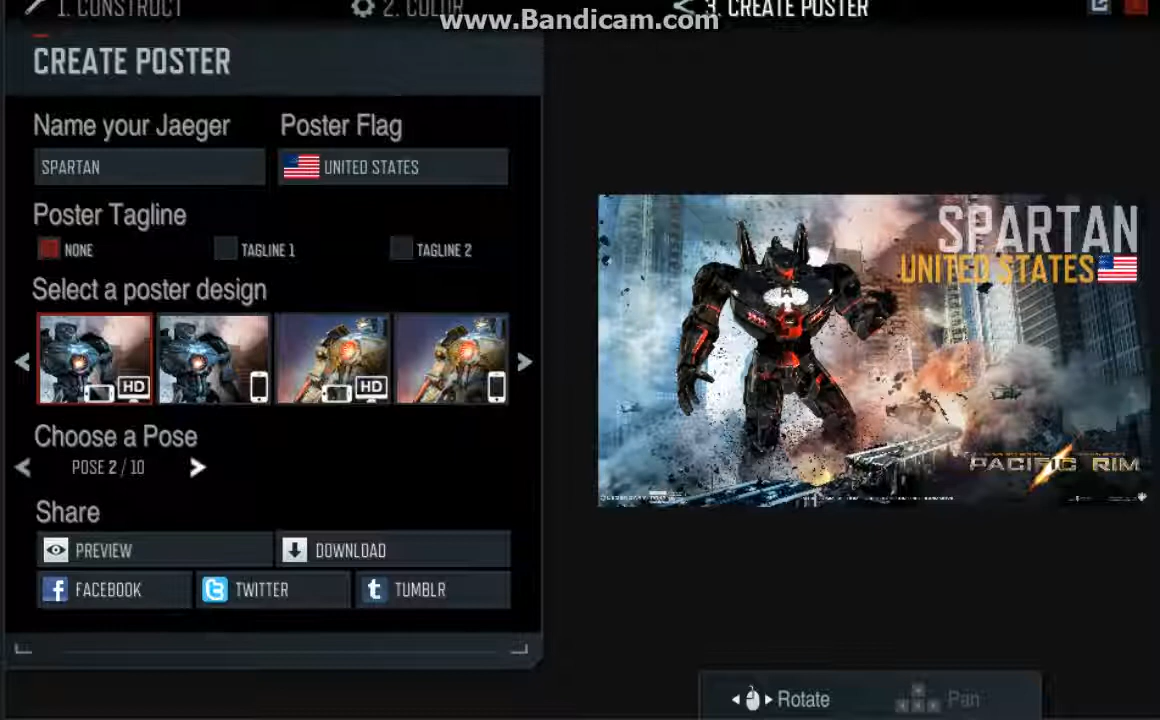 1. CONSTRUCT
2. COLOR
3. CREATE POSTER
www.Bandicam.com
CREATE POSTER
Name your Jaeger
Poster Flag
SPARTAN
UNITED STATES
Poster Tagline
NONE
TAGLINE 1
TAGLINE 2
Select a poster design
HD
HD
Choose a Pose
POSE 2 / 10
Share
PREVIEW
DOWNLOAD
FACEBOOK
TWITTER
TUMBLR
SPARTAN
UNITED STATES
PACIFIC RIM
Rotate
Pan